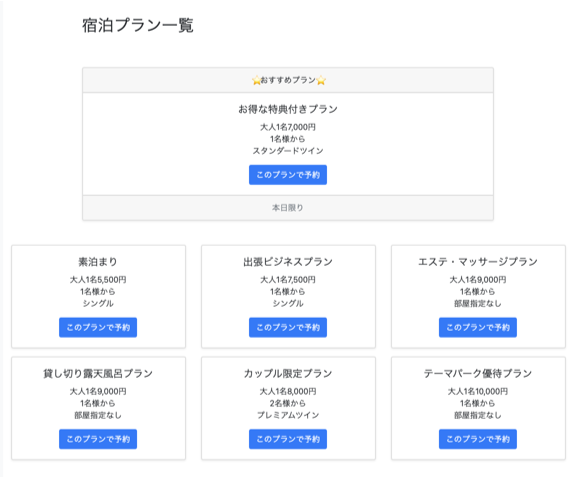 宿泊プラン一覧
⭐おすすめプラン⭐
お得な特典付きプラン
大人1名7,000円
1名様から
スタンダードツイン
このプランで予約
本日限り
素泊まり
大人1名5,500円
1名様から
シングル
このプランで予約
出張ビジネスプラン
大人1名7,500円
1名様から
シングル
このプランで予約
エステ・マッサージプラン
大人1名9,000円
1名様から
部屋指定なし
このプランで予約
貸し切り露天風呂プラン
大人1名9,000円
1名様から
部屋指定なし
このプランで予約
カップル限定プラン
大人1名8,000円
2名様から
プレミアムツイン
このプランで予約
テーマパーク優待プラン
大人1名10,000円
1名様から
部屋指定なし
このプランで予約